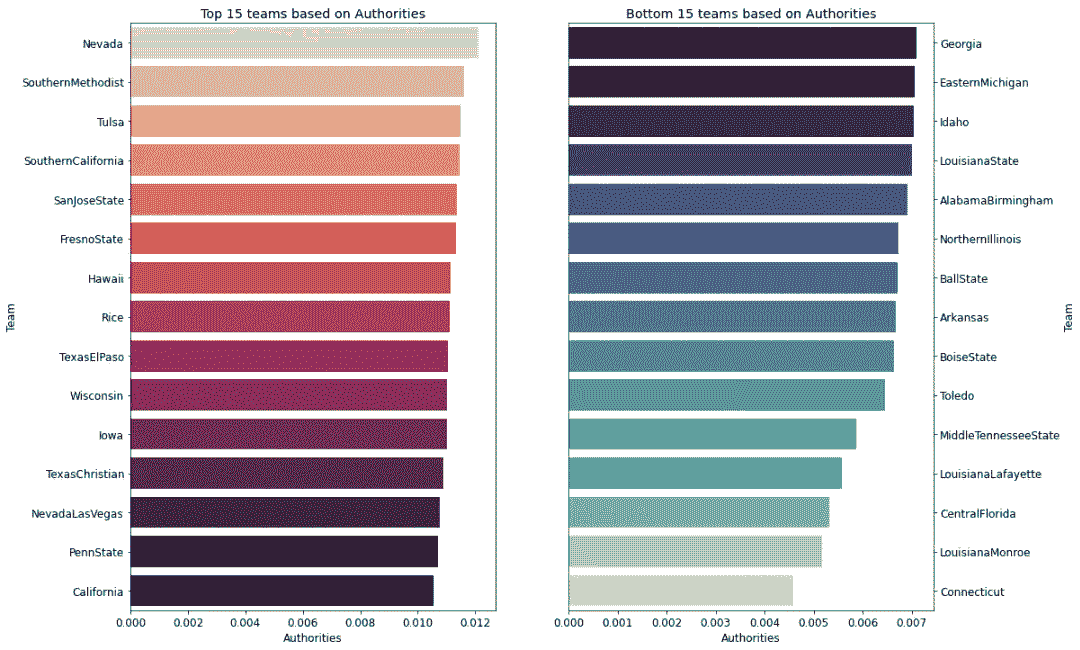 Top 15 teams based on Authorities
Team
Nevada
SouthernMethodist
Tulsa
SouthernCalifornia
SanJoseState
FresnoState
Hawaii
Rice
TexasElPaso
Wisconsin
Iowa
TexasChristian
NevadaLasVegas
PennState
California
0.000 0.002 0.004 0.006 0.008 0.010 0.012
Authorities
Bottom 15 teams based on Authorities
Georgia
EasternMichigan
Idaho
LouisianaState
AlabamaBirmingham
NorthernIllinois
BallState
Arkansas
BoiseState
Toledo
MiddleTennesseeState
LouisianaLafayette
CentralFlorida
LouisianaMonroe
Connecticut
Team
0.000 0.001 0.002 0.003 0.004 0.005 0.006 0.007
Authorities